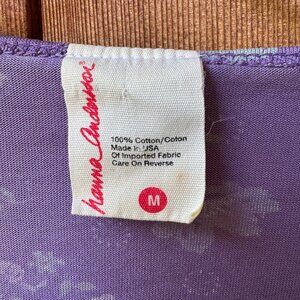 hanna andersson
100% Cotton/Coton
Made in USA
Of Imported Fabric
Care On Reverse
M